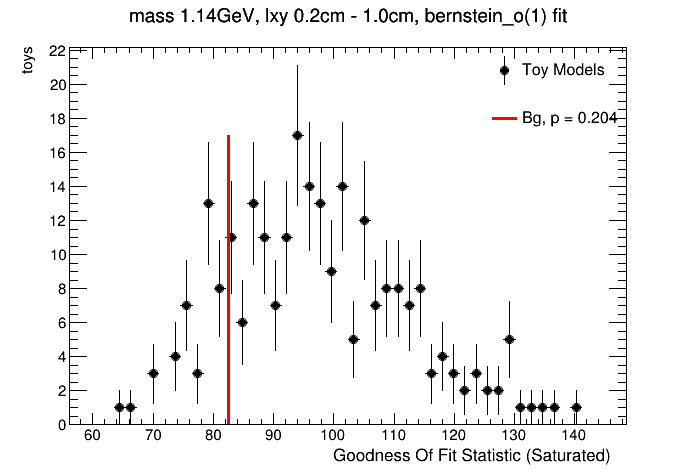 mass 1.14GeV, lxy 0.2cm - 1.0cm, bernstein_o(1) fit
toys
22
20
18
16
14
12
10
8
6
4
2
0
Toy Models
Bg, p = 0.204
60 70 80 90 100 110 120 130 140
Goodness Of Fit Statistic (Saturated)